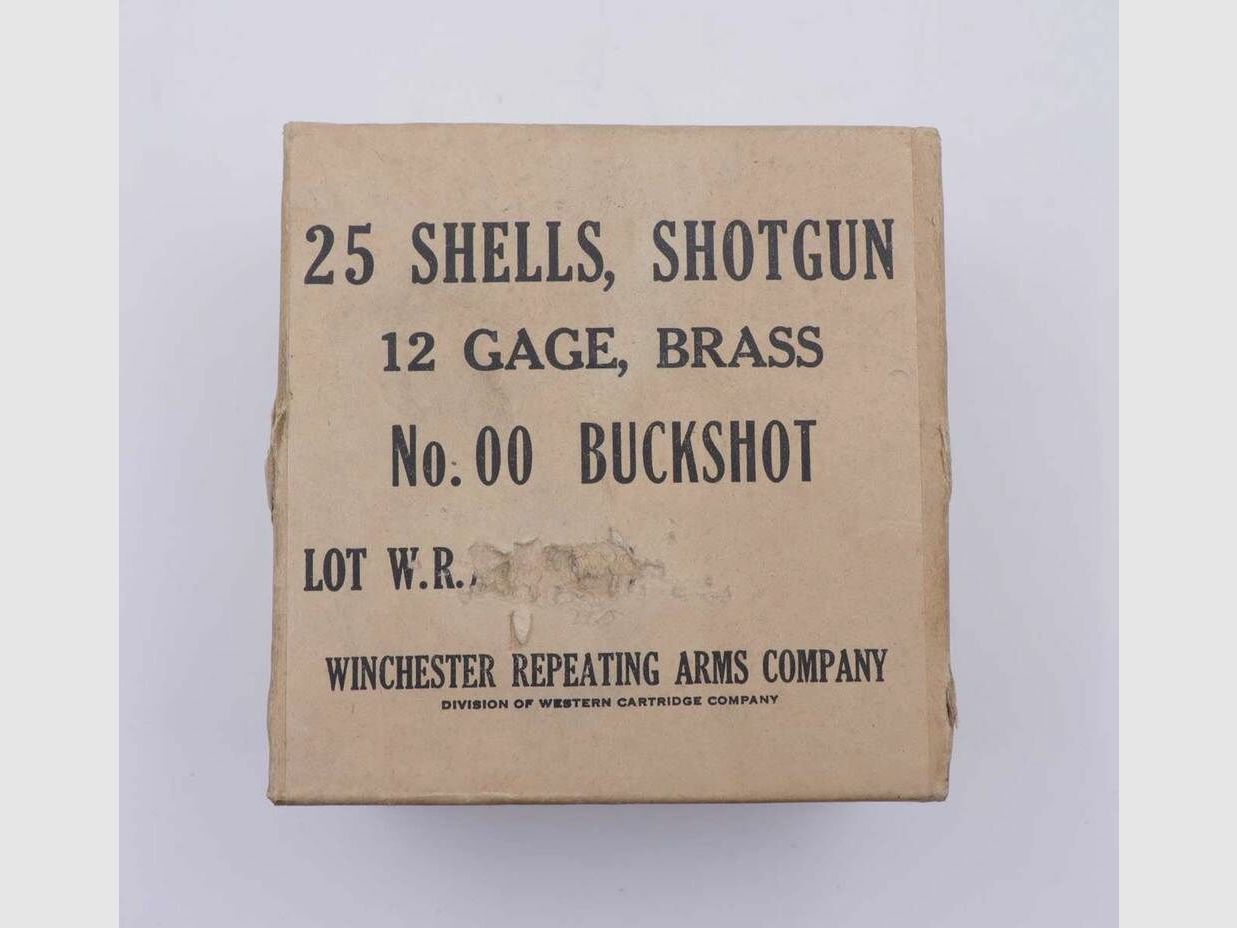 25 SHELLS, SHOTGUN
12 GAGE, BRASS
No. 00 BUCKSHOT
LOT W.R.
WINCHESTER REPEATING ARMS COMPANY
DIVISION OF WESTERN CARTRIDGE COMPANY